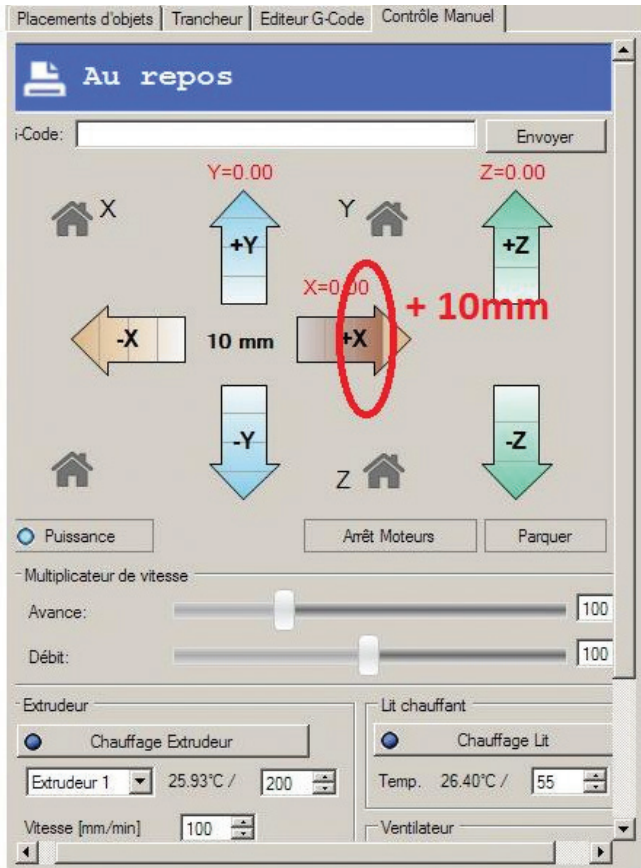 Placements d'objets Trancheur Editeur G-Code Contrôle Manuel
Au repos
i-Code: Envoyer
Y=0.00 Z=0.00
X Y
+Y +Z
X=0.00 + 10mm
-X 10 mm +X
-Y -Z
Z
Puissance Arrêt Moteurs Parquer
Multiplicateur de vitesse
Avance: 100
Débit: 100
Extrudeur Lit chauffant
Chauffage Extrudeur Chauffage Lit
Extrudeur 1 25.93°C / 200 Temp. 26.40°C / 55
Vitesse [mm/min] 100 Ventilateur